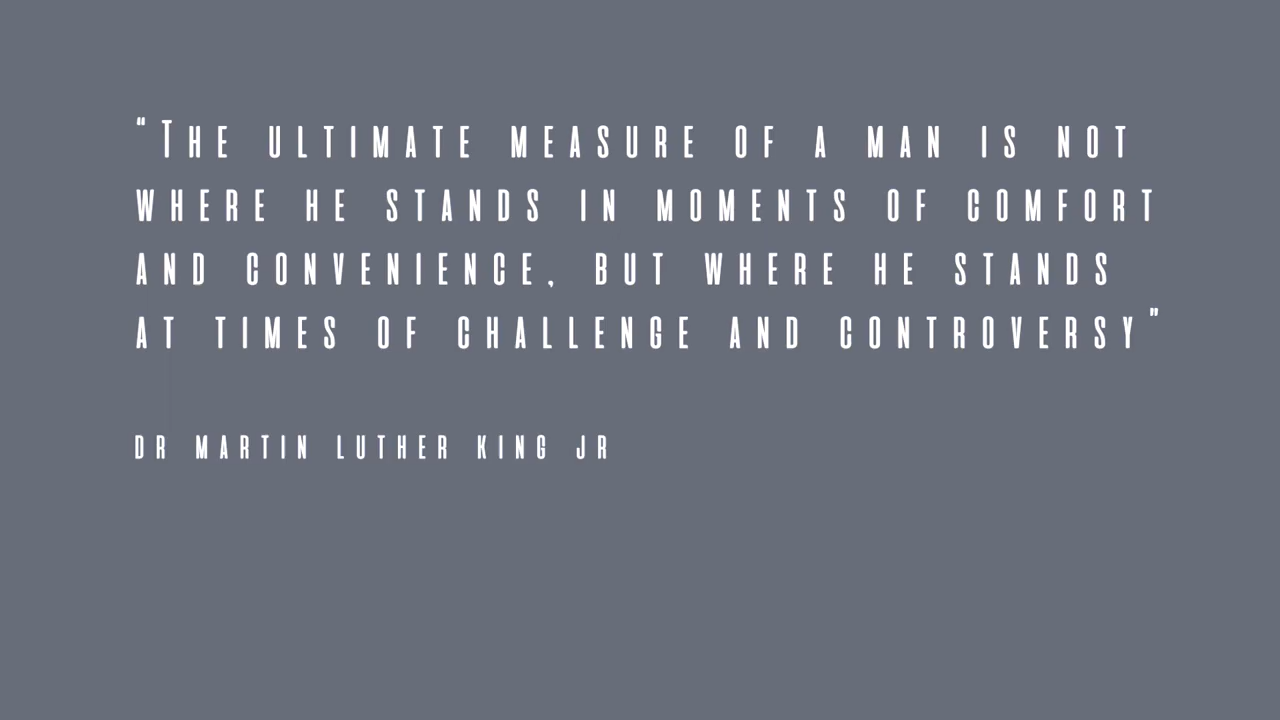 “The ultimate measure of a man is not
where he stands in moments of comfort
and convenience, but where he stands
at times of challenge and controversy”
Dr Martin Luther King Jr